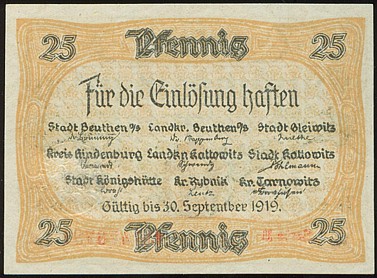 25 Pfennig 25
Für die Einlösung haften
Stadt Beuthen O/S Landkr. Beuthen O/S Stadt Gleiwitz
Kreis Hindenburg Landkr. Kattowitz Stadt Kattowitz
Stadt Königshütte Kr. Rybnik Kr. Tarnowitz
Gültig bis 30. September 1919.
25 Pfennig 25